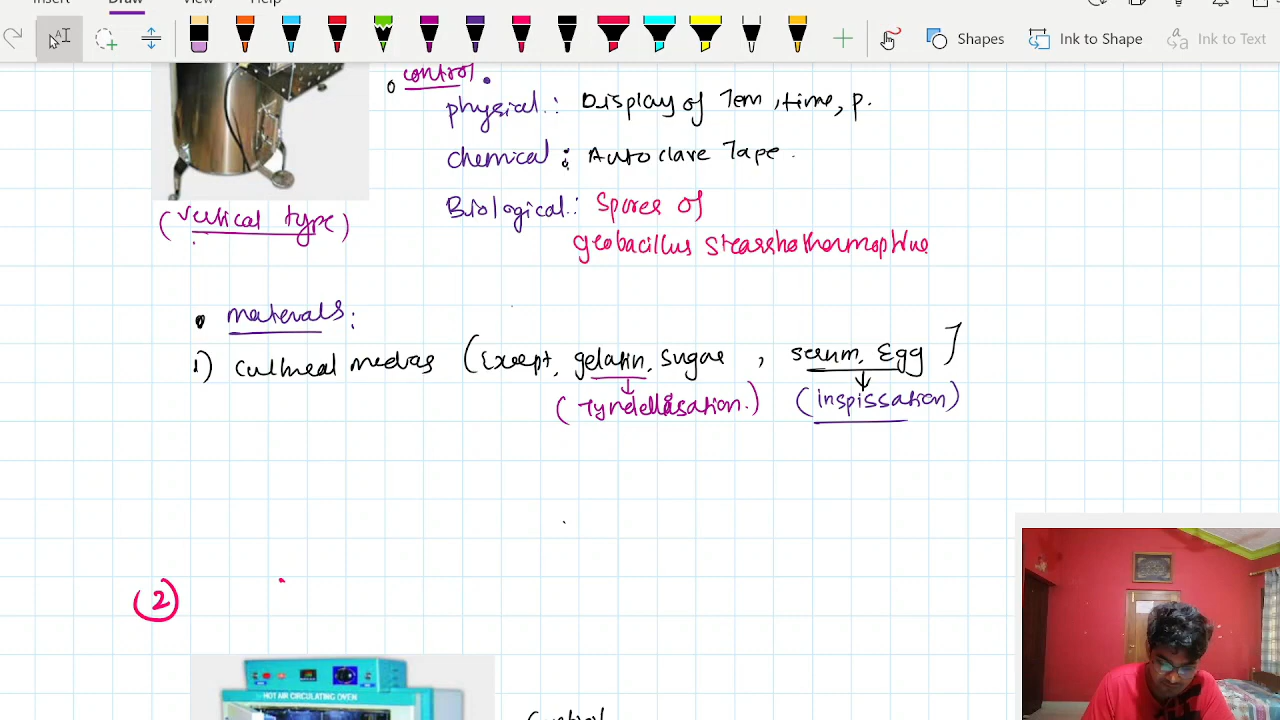 Insert Draw View Help
Shapes Ink to Shape Ink to Text
control.
physical : Display of Tem, time, p.
chemical : Autoclave Tape.
(vertical type)
Biological : Spores of
geobacillus stearshothermophilus
• materials :
1) Cultueral medias (Except, gelatin, Sugar , serum, Egg )
(Tyndellisation.) (inspissation)
2
HOT AIR CIRCULATING OVEN
Control